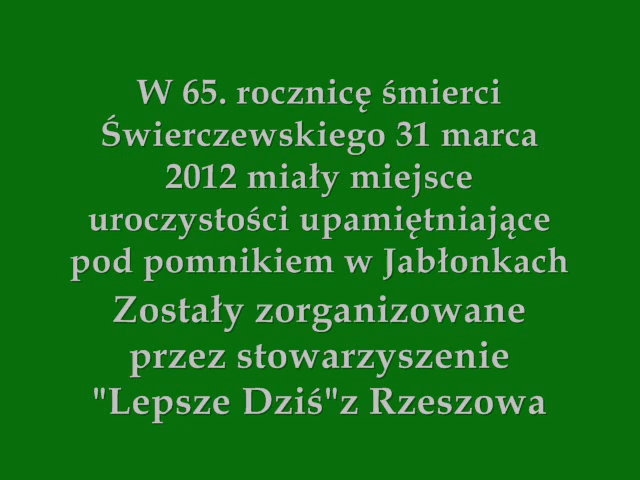 W 65. rocznicę śmierci
Świerczewskiego 31 marca
2012 miały miejsce
uroczystości upamiętniające
pod pomnikiem w Jabłonkach
Zostały zorganizowane
przez stowarzyszenie
"Lepsze Dziś"z Rzeszowa